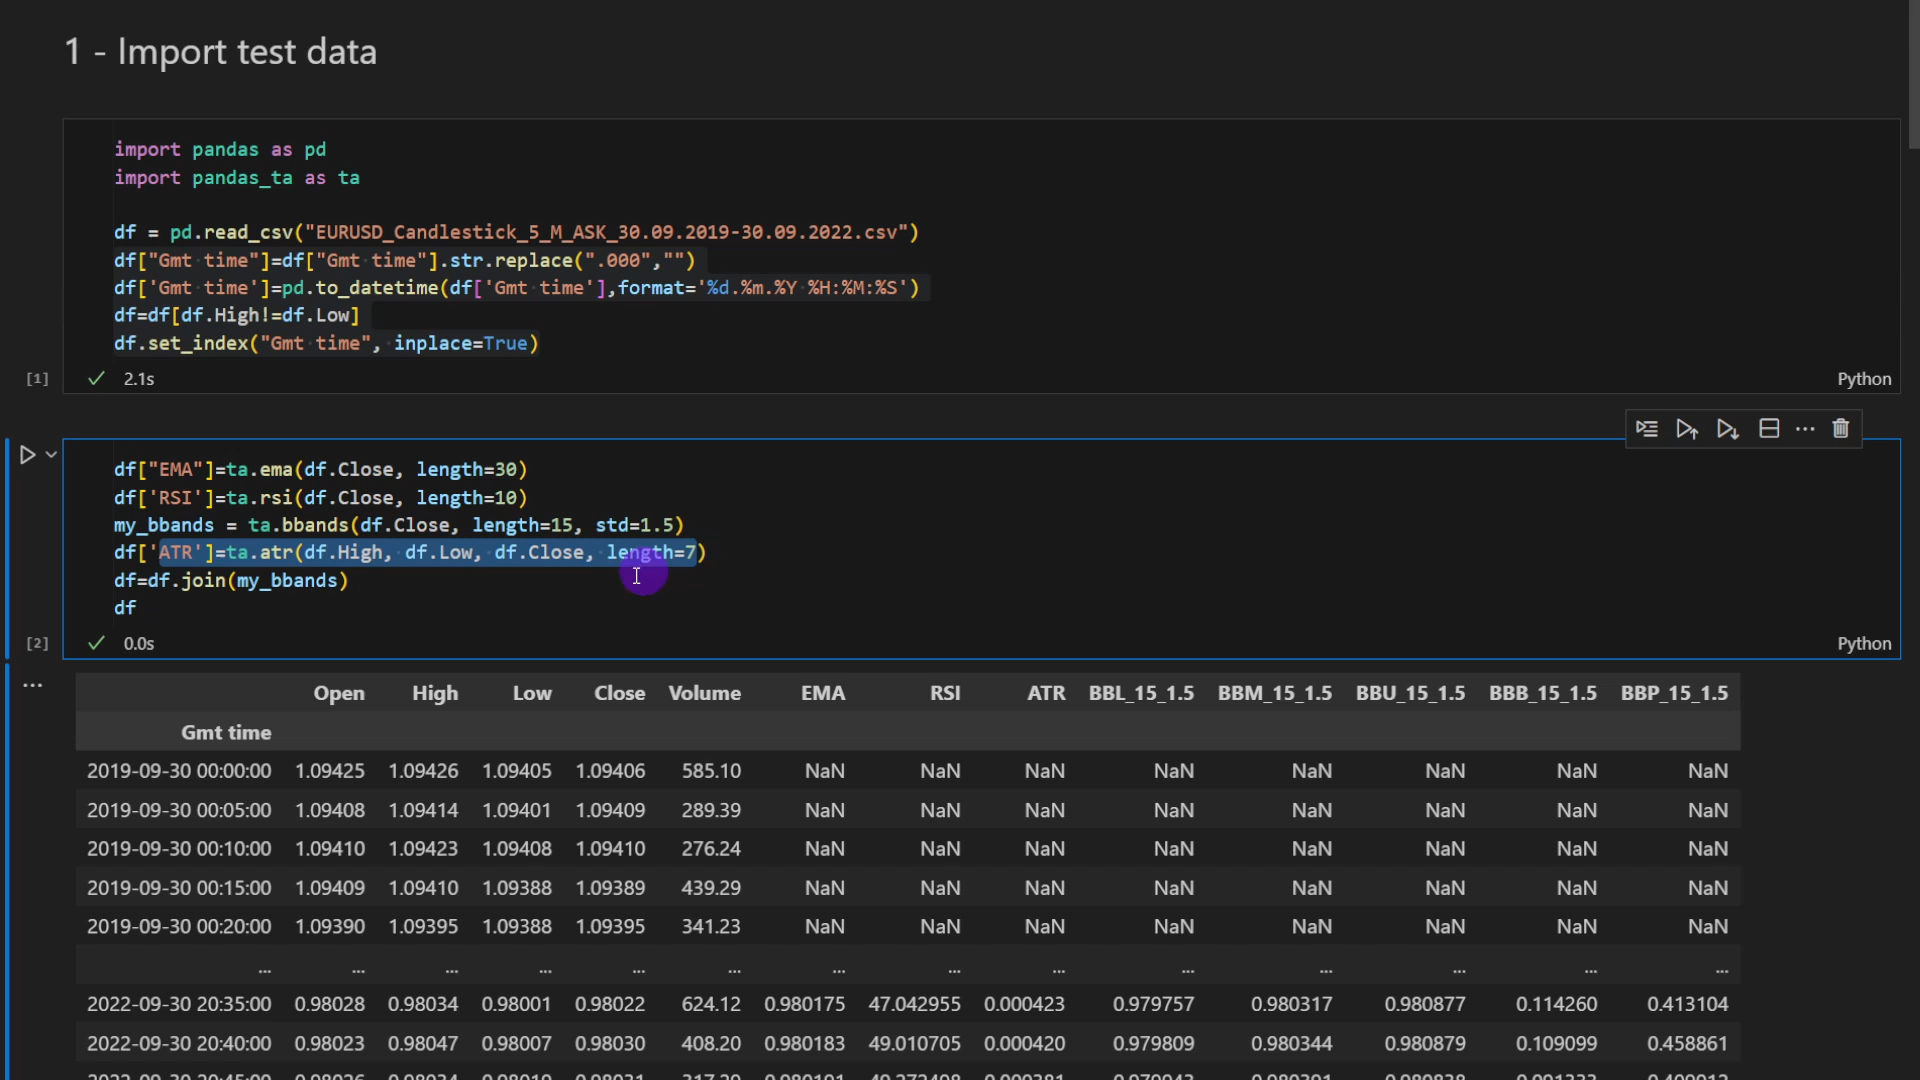 1 - Import test data
import pandas as pd
import pandas_ta as ta
df = pd.read_csv("EURUSD_Candlestick_5_M_ASK_30.09.2019-30.09.2022.csv")
df["Gmt time"]=df["Gmt time"].str.replace(".000","")
df['Gmt time']=pd.to_datetime(df['Gmt time'],format='%d.%m.%Y %H:%M:%S')
df=df[df.High!=df.Low]
df.set_index("Gmt time", inplace=True)
[1] 2.1s Python
df["EMA"]=ta.ema(df.Close, length=30)
df['RSI']=ta.rsi(df.Close, length=10)
my_bbands = ta.bbands(df.Close, length=15, std=1.5)
df['ATR']=ta.atr(df.High, df.Low, df.Close, length=7)
df=df.join(my_bbands)
df
[2] 0.0s Python
Open High Low Close Volume EMA RSI ATR BBL_15_1.5 BBM_15_1.5 BBU_15_1.5 BBB_15_1.5 BBP_15_1.5
Gmt time
2019-09-30 00:00:00 1.09425 1.09426 1.09405 1.09406 585.10 NaN NaN NaN NaN NaN NaN NaN NaN
2019-09-30 00:05:00 1.09408 1.09414 1.09401 1.09409 289.39 NaN NaN NaN NaN NaN NaN NaN NaN
2019-09-30 00:10:00 1.09410 1.09423 1.09408 1.09410 276.24 NaN NaN NaN NaN NaN NaN NaN NaN
2019-09-30 00:15:00 1.09409 1.09410 1.09388 1.09389 439.29 NaN NaN NaN NaN NaN NaN NaN NaN
2019-09-30 00:20:00 1.09390 1.09395 1.09388 1.09395 341.23 NaN NaN NaN NaN NaN NaN NaN NaN
... ... ... ... ... ... ... ... ... ... ... ... ... ...
2022-09-30 20:35:00 0.98028 0.98034 0.98001 0.98022 624.12 0.980175 47.042955 0.000423 0.979757 0.980317 0.980877 0.114260 0.413104
2022-09-30 20:40:00 0.98023 0.98047 0.98007 0.98030 408.20 0.980183 49.010705 0.000420 0.979809 0.980344 0.980879 0.109099 0.458861